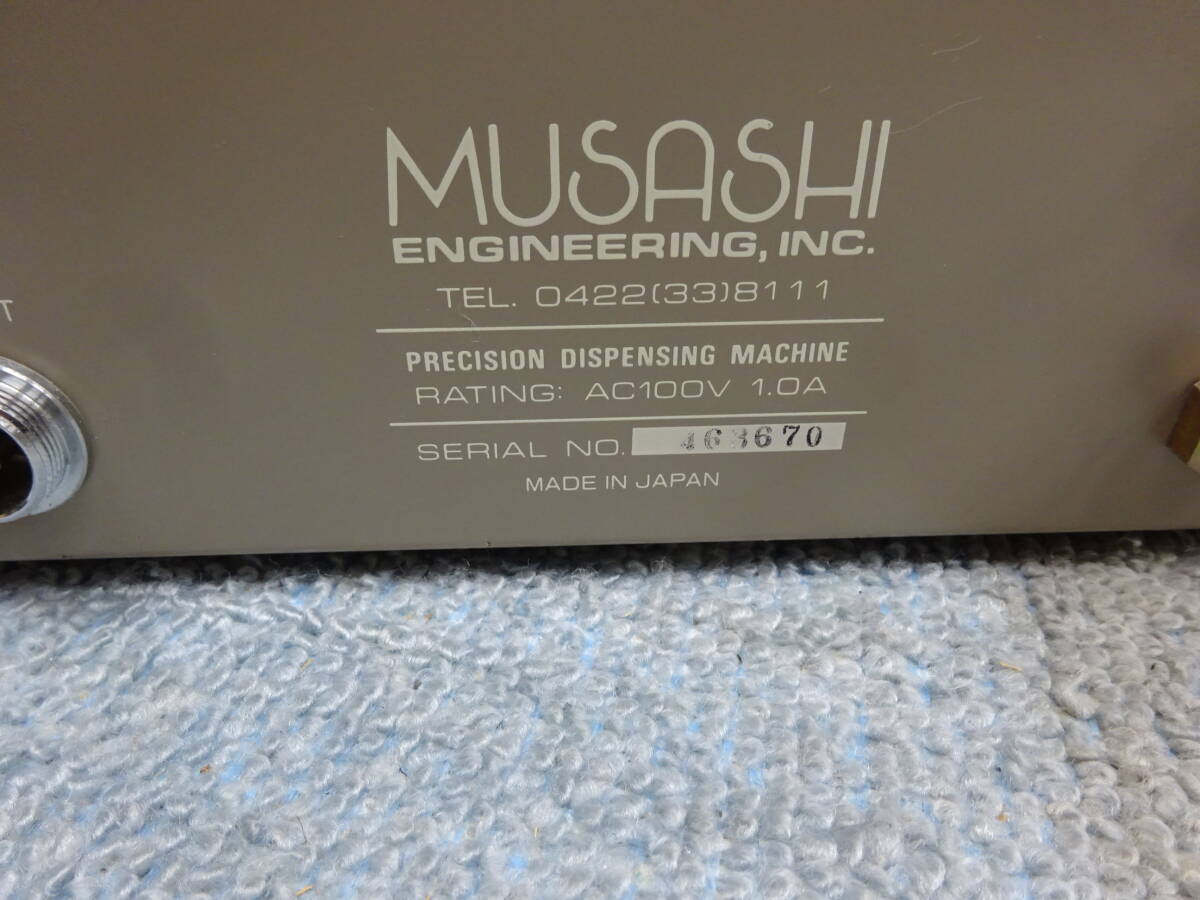 MUSASHI
ENGINEERING, INC.
TEL. 0422(33)8111
T
PRECISION DISPENSING MACHINE
RATING: AC100V 1.0A
SERIAL NO. 463670
MADE IN JAPAN